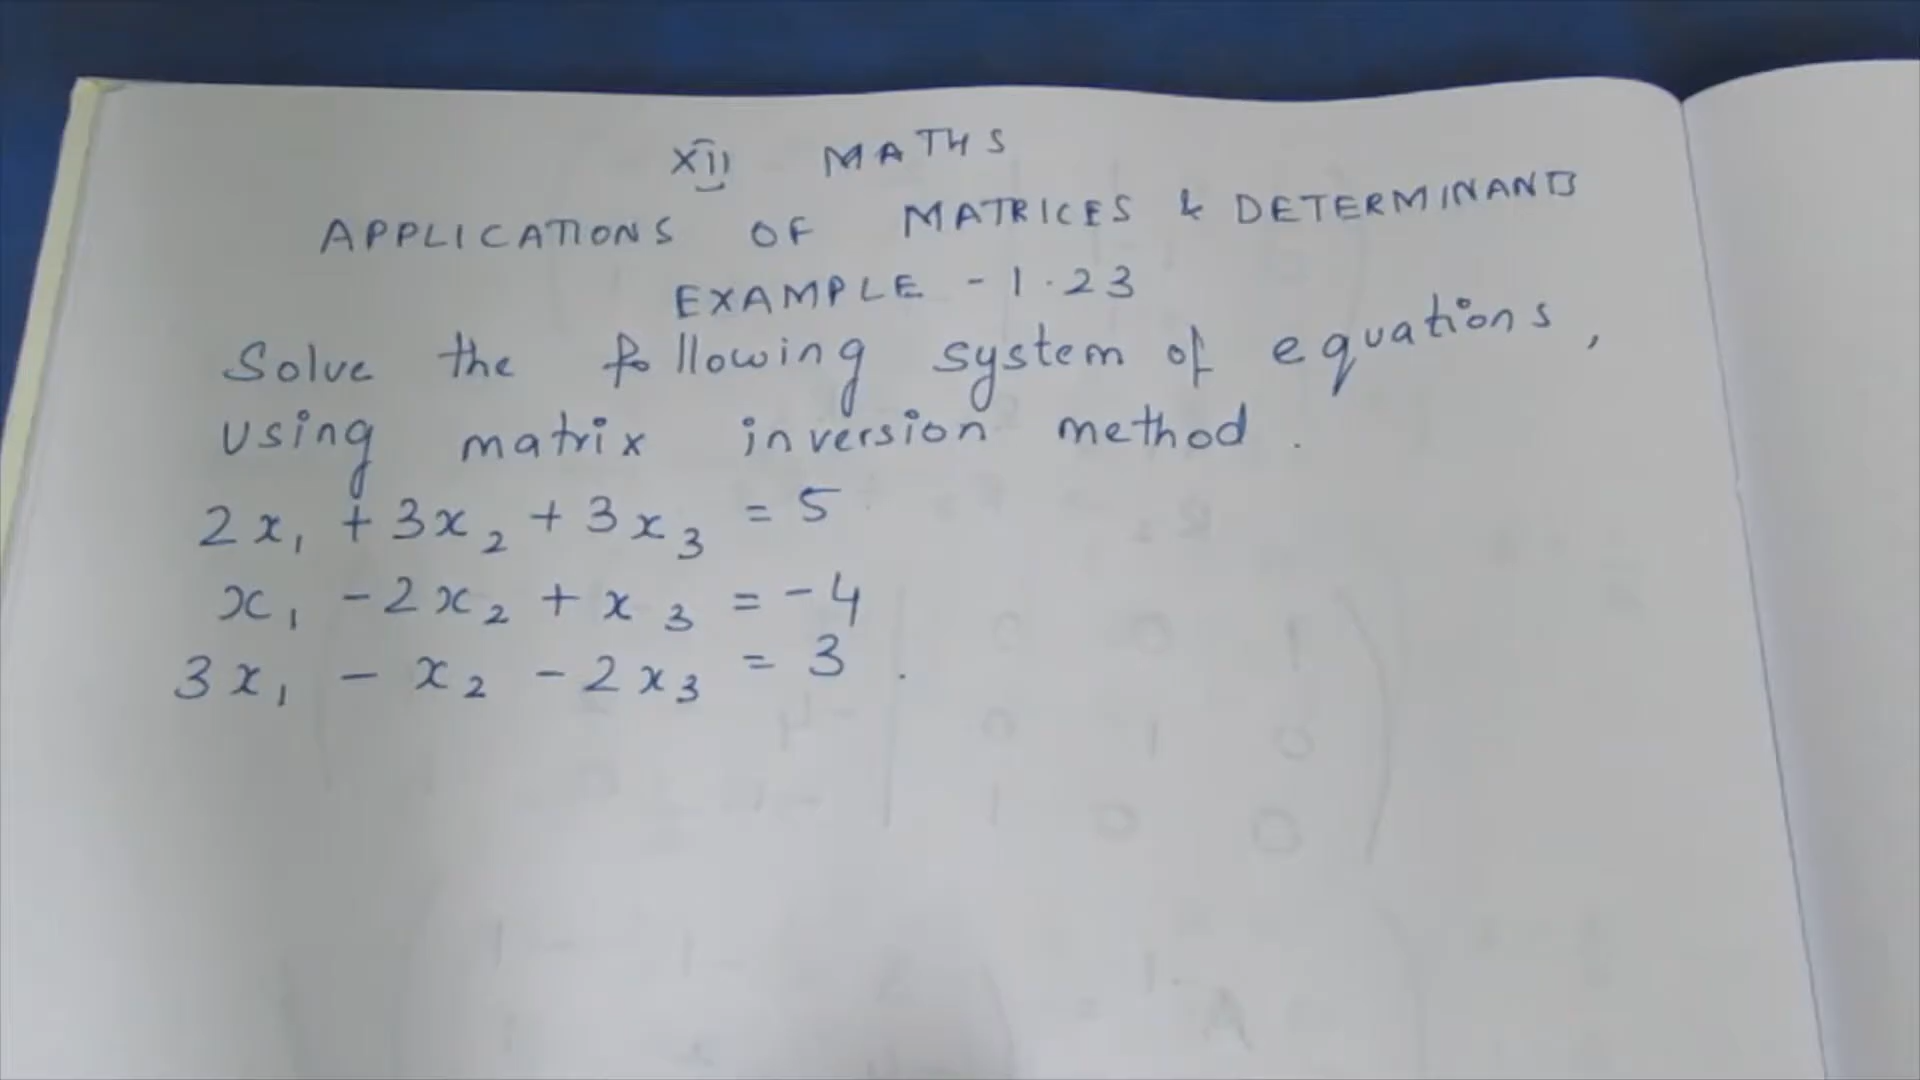 XII MATHS
APPLICATIONS OF MATRICES & DETERMINANTS
EXAMPLE - 1.23
Solve the following system of equations,
using matrix inversion method.
2x₁ + 3x₂ + 3x₃ = 5
x₁ - 2x₂ + x₃ = -4
3x₁ - x₂ - 2x₃ = 3.